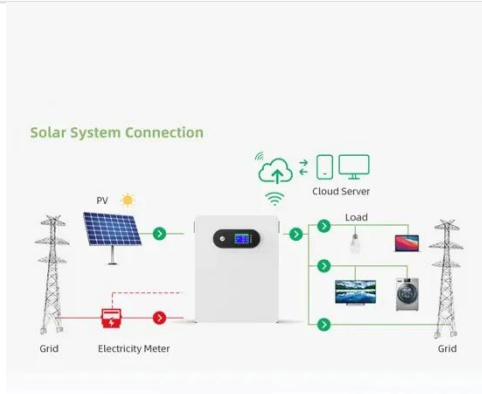 Solar System Connection
Cloud Server
PV
Load
Grid
Electricity Meter
Grid